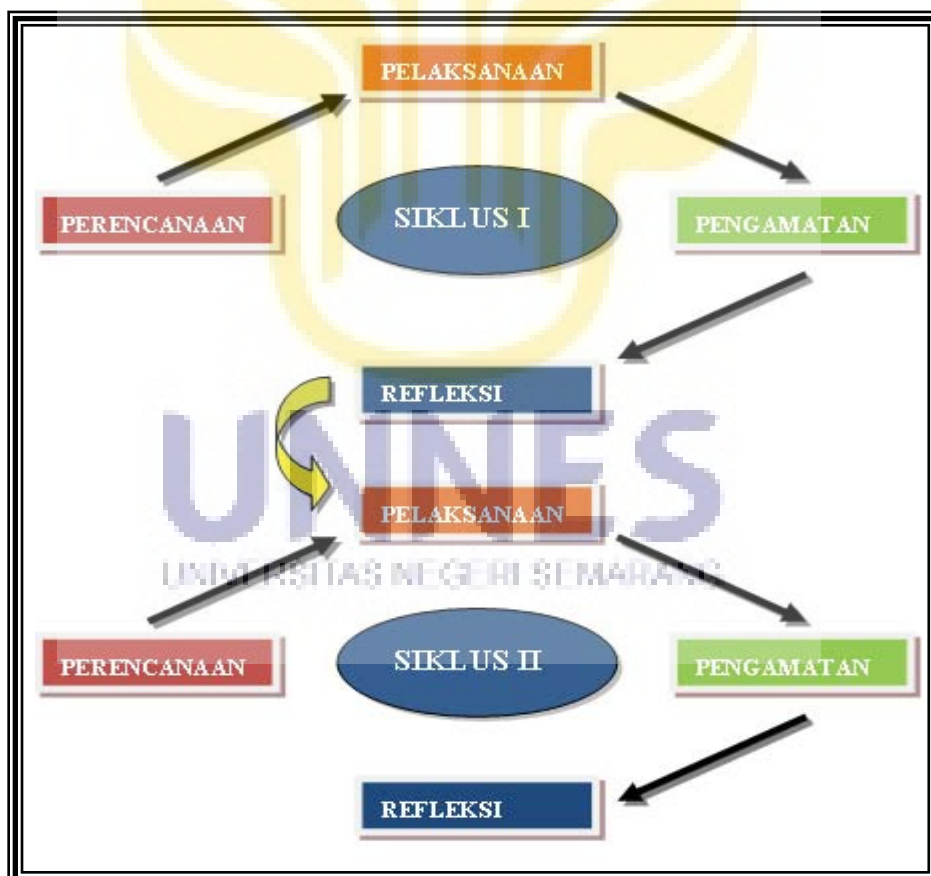 PELAKSANAAN
PERENCANAAN
SIKLUS I
PENGAMATAN
REFLEKSI
UNNES
PELAKSANAAN
UNIVERSITAS NEGERI SEMARANG
PERENCANAAN
SIKLUS II
PENGAMATAN
REFLEKSI